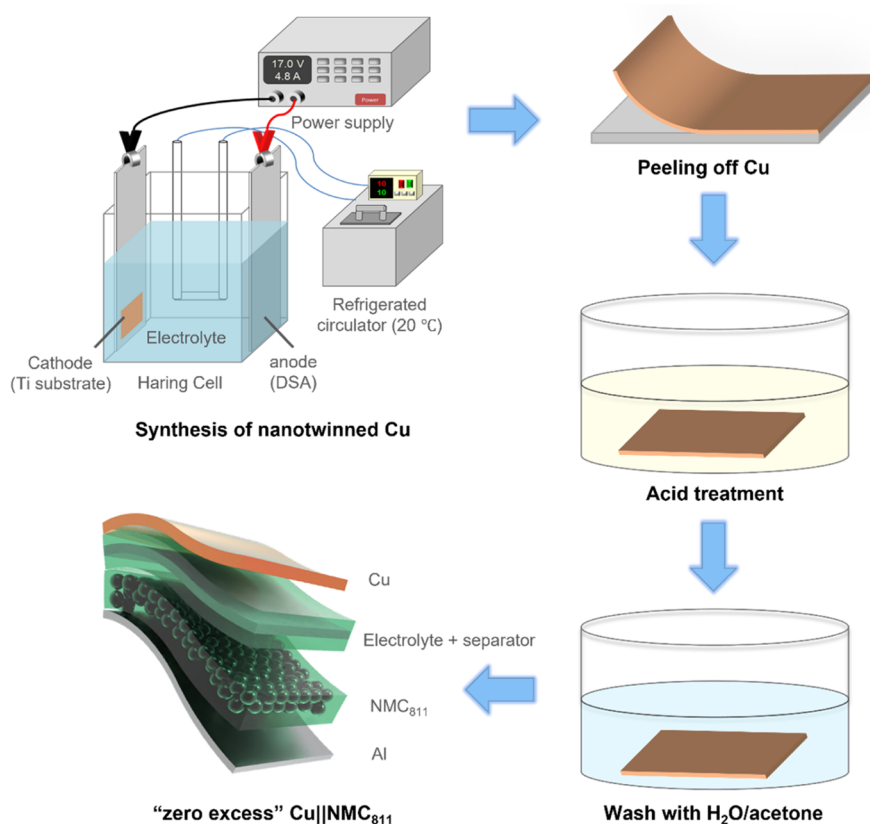 17.0 V
4.8 A
Power
Power supply
10
10
Refrigerated
circulator (20 ℃)
Electrolyte
Cathode
(Ti substrate)
Haring Cell
anode
(DSA)
Synthesis of nanotwinned Cu
Peeling off Cu
Acid treatment
Wash with H₂O/acetone
Cu
Electrolyte + separator
NMC₈₁₁
Al
“zero excess” Cu||NMC₈₁₁